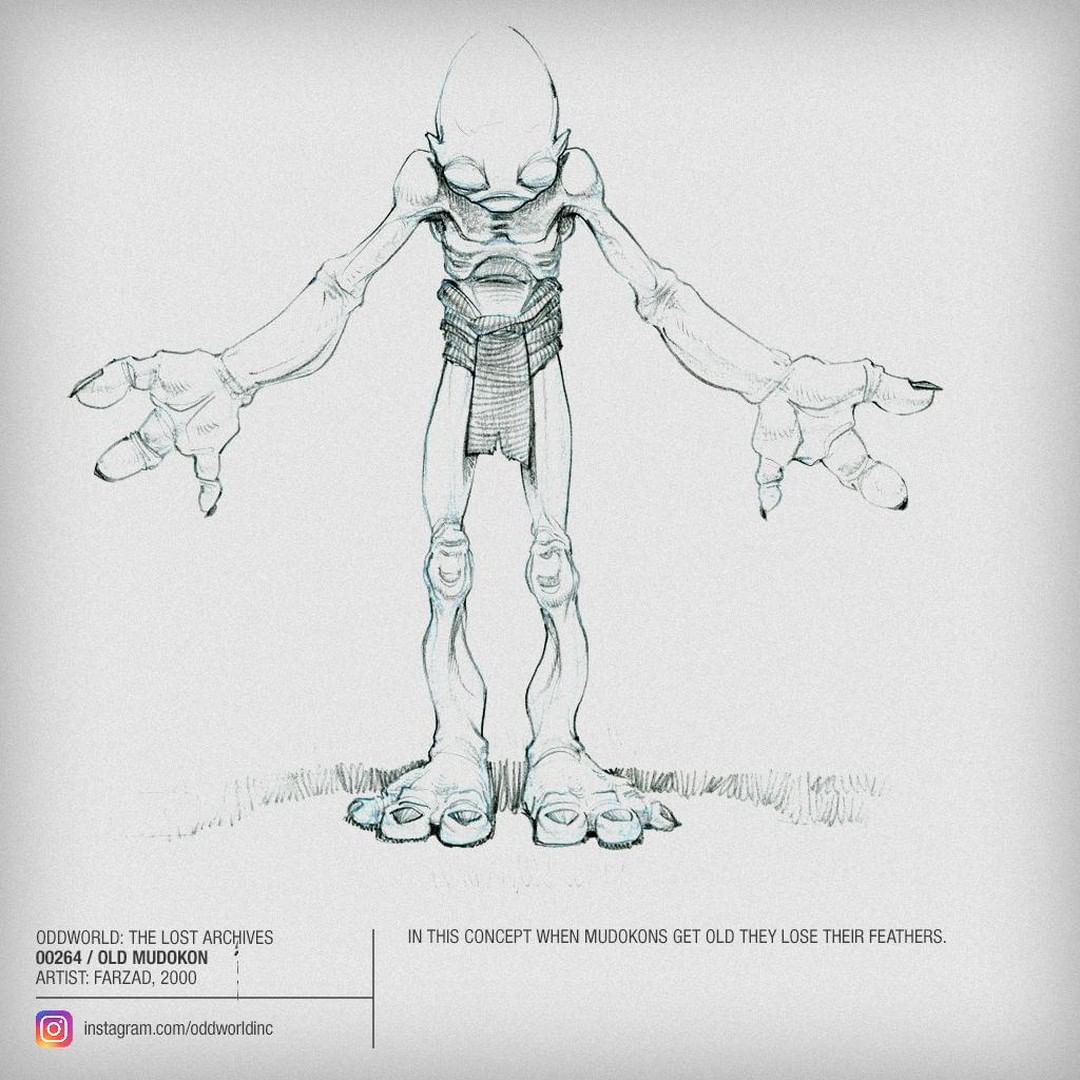 ODDWORLD: THE LOST ARCHIVES
00264 / OLD MUDOKON
ARTIST: FARZAD, 2000
instagram.com/oddworldinc
IN THIS CONCEPT WHEN MUDOKONS GET OLD THEY LOSE THEIR FEATHERS.